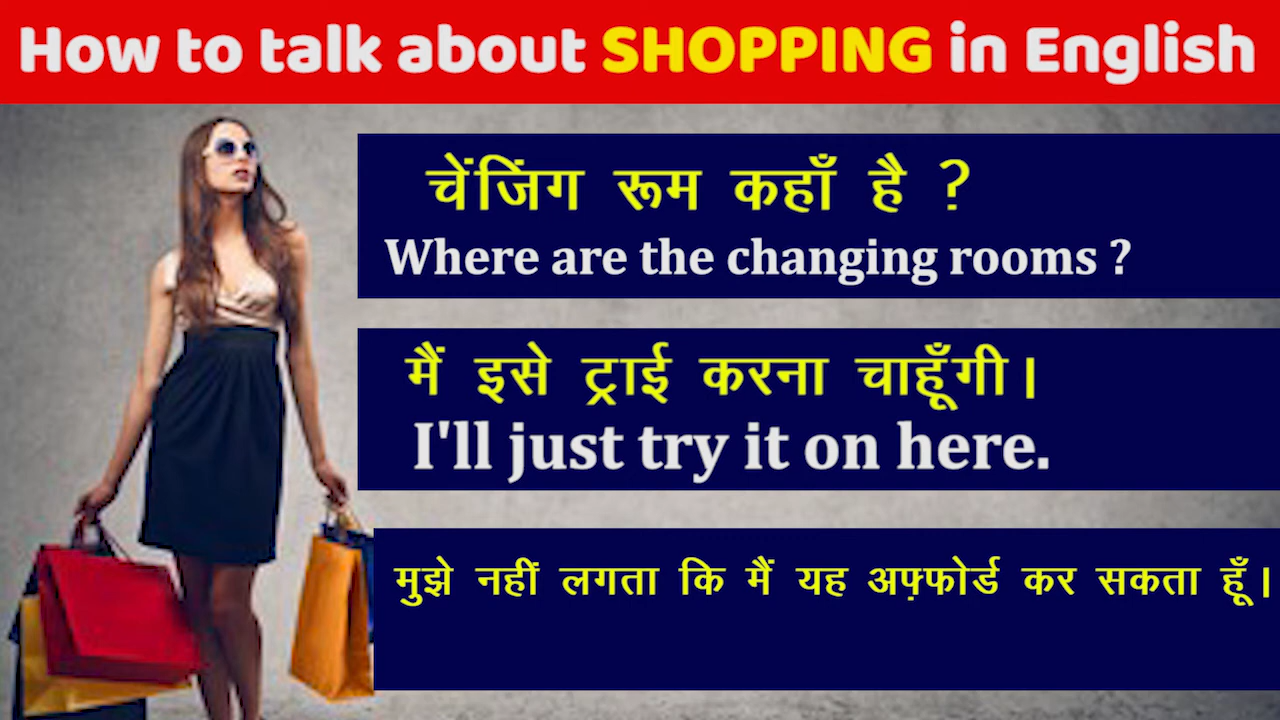 How to talk about SHOPPING in English
चेंजिंग रूम कहाँ है ?
Where are the changing rooms ?
मैं इसे ट्राई करना चाहूँगी।
I'll just try it on here.
मुझे नहीं लगता कि मैं यह अफ़्फोर्ड कर सकता हूँ।